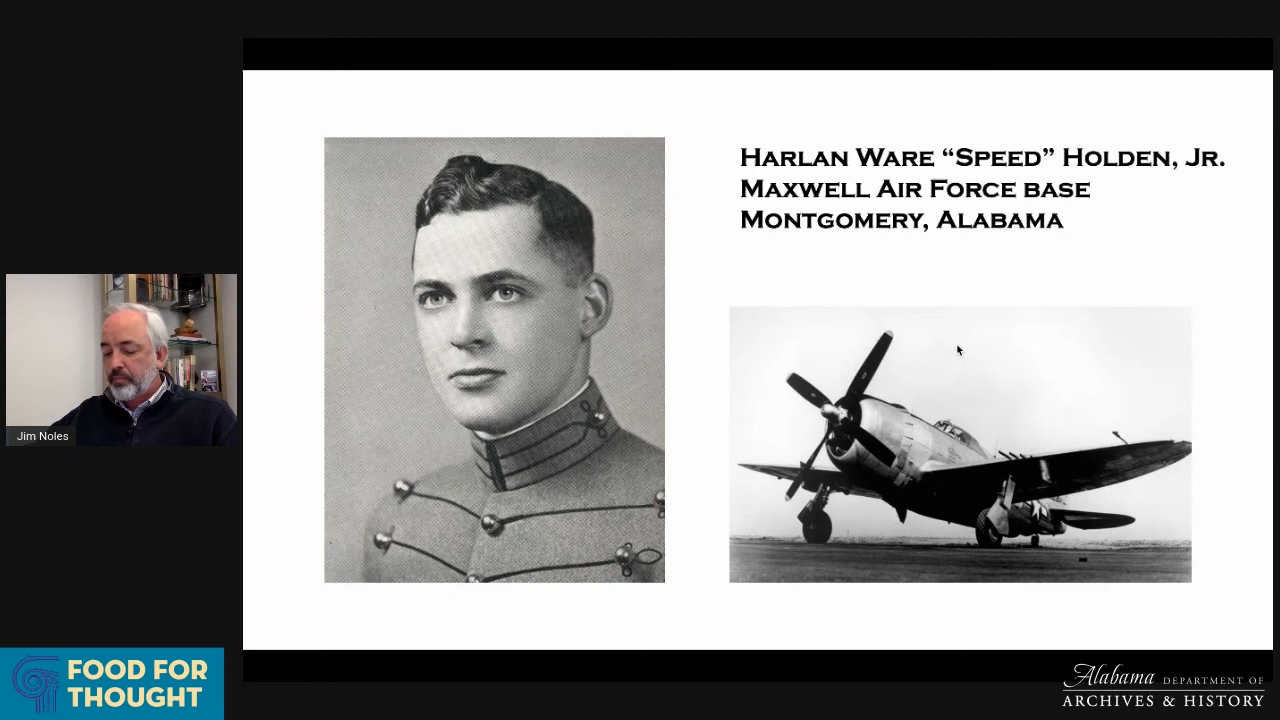 Harlan Ware “Speed” Holden, Jr.
Maxwell Air Force base
Montgomery, Alabama
Jim Noles
FOOD FOR
THOUGHT
Alabama DEPARTMENT OF
ARCHIVES & HISTORY